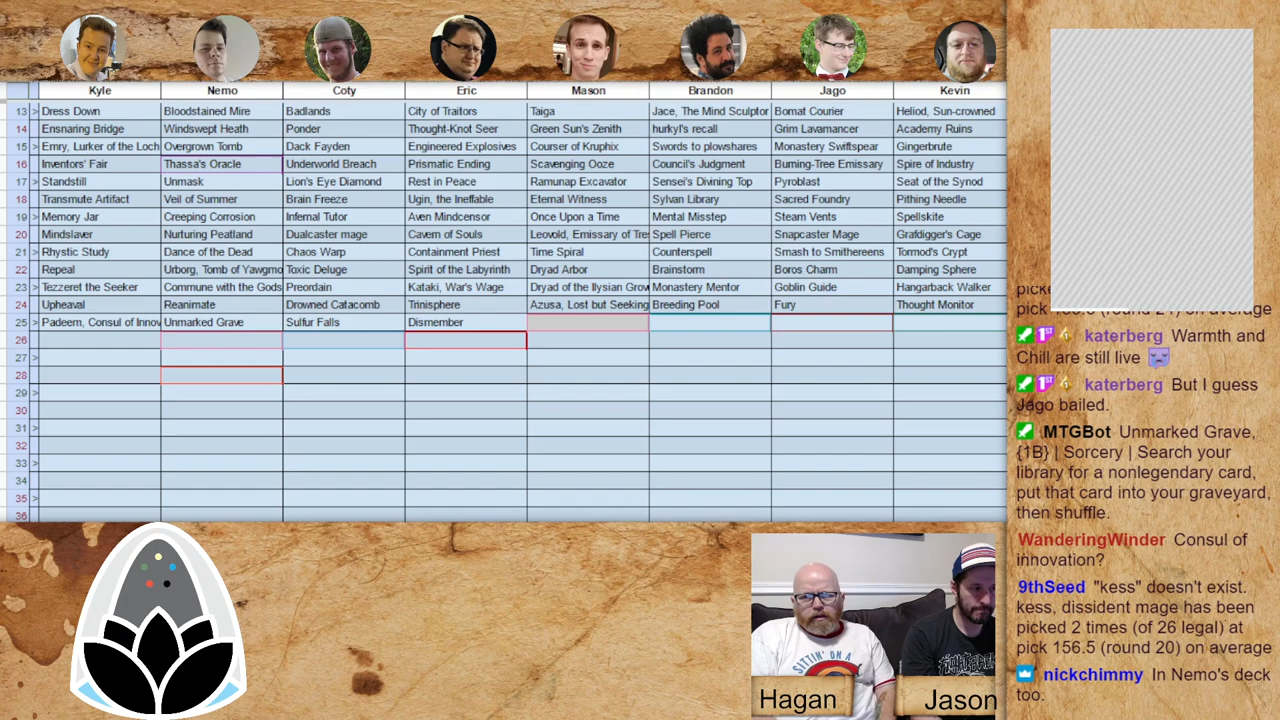 Kyle Nemo Coty Eric Mason Brandon Jago Kevin
13 > Dress Down Bloodstained Mire Badlands City of Traitors Taiga Jace, The Mind Sculptor Bomat Courier Heliod, Sun-crowned
14 Ensnaring Bridge Windswept Heath Ponder Thought-Knot Seer Green Sun's Zenith hurkyl's recall Grim Lavamancer Academy Ruins
15 > Emry, Lurker of the Loch Overgrown Tomb Dack Fayden Engineered Explosives Courser of Kruphix Swords to plowshares Monastery Swiftspear Gingerbrute
16 Inventors' Fair Thassa's Oracle Underworld Breach Prismatic Ending Scavenging Ooze Council's Judgment Burning-Tree Emissary Spire of Industry
17 > Standstill Unmask Lion's Eye Diamond Rest in Peace Ramunap Excavator Sensei's Divining Top Pyroblast Seat of the Synod
18 Transmute Artifact Veil of Summer Brain Freeze Ugin, the Ineffable Eternal Witness Sylvan Library Sacred Foundry Pithing Needle
19 > Memory Jar Creeping Corrosion Infernal Tutor Aven Mindcensor Once Upon a Time Mental Misstep Steam Vents Spellskite
20 Mindslaver Nurturing Peatland Dualcaster mage Cavern of Souls Leovold, Emissary of Tres Spell Pierce Snapcaster Mage Grafdigger's Cage
21 > Rhystic Study Dance of the Dead Chaos Warp Containment Priest Time Spiral Counterspell Smash to Smithereens Tormod's Crypt
22 Repeal Urborg, Tomb of Yawgmo Toxic Deluge Spirit of the Labyrinth Dryad Arbor Brainstorm Boros Charm Damping Sphere
23 > Tezzeret the Seeker Commune with the Gods Preordain Kataki, War's Wage Dryad of the Ilysian Grov Monastery Mentor Goblin Guide Hangarback Walker
24 Upheaval Reanimate Drowned Catacomb Trinisphere Azusa, Lost but Seeking Breeding Pool Fury Thought Monitor
25 > Padeem, Consul of Innov Unmarked Grave Sulfur Falls Dismember
26
27 >
28
29 >
30
31 >
32
33 >
34
35 >
36
katerberg Warmth and
Chill are still live
katerberg But I guess
Jago bailed.
MTGBot Unmarked Grave,
{1B} | Sorcery | Search your
library for a nonlegendary card,
put that card into your graveyard,
then shuffle.
WanderingWinder Consul of
innovation?
9thSeed "kess" doesn't exist.
kess, dissident mage has been
picked 2 times (of 26 legal) at
pick 156.5 (round 20) on average
nickchimmy In Nemo's deck
too.
SITTIN' ON A
Hagan
Jason